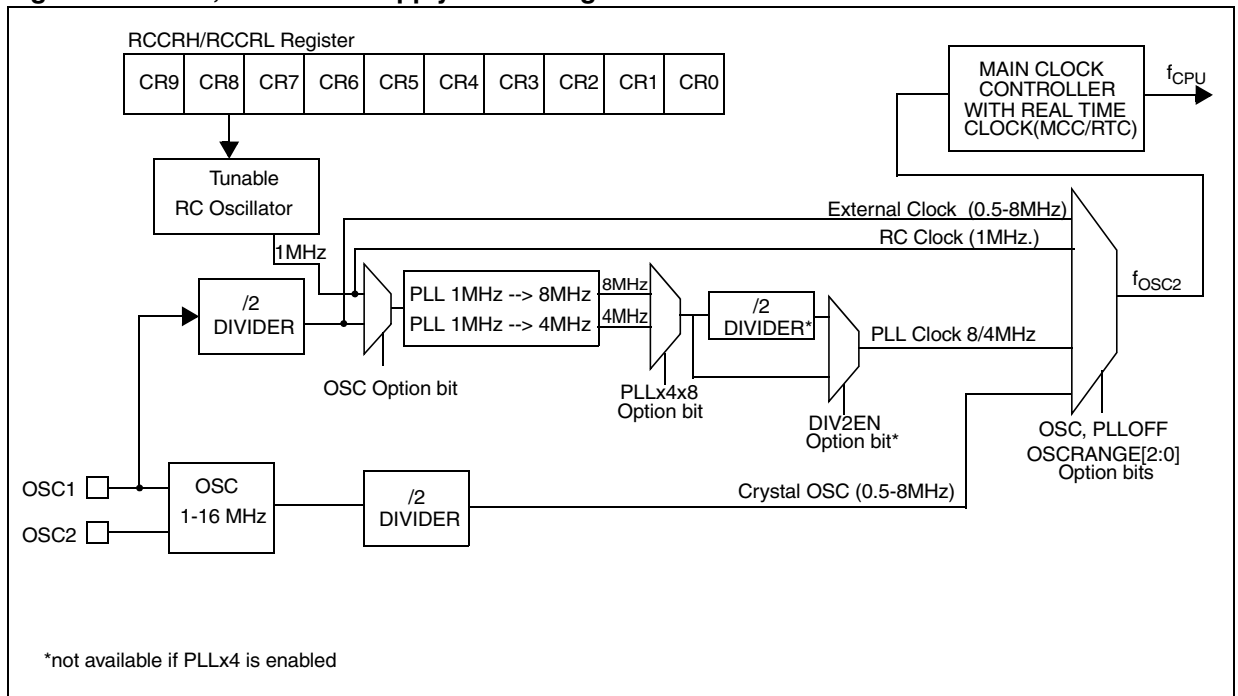 RCCRH/RCCRL Register
CR9 CR8 CR7 CR6 CR5 CR4 CR3 CR2 CR1 CR0
MAIN CLOCK
CONTROLLER
WITH REAL TIME
CLOCK(MCC/RTC)
fCPU
Tunable
RC Oscillator
1MHz
External Clock (0.5-8MHz)
RC Clock (1MHz.)
/2
DIVIDER
PLL 1MHz --> 8MHz
PLL 1MHz --> 4MHz
8MHz
4MHz
/2
DIVIDER*
PLL Clock 8/4MHz
fOSC2
OSC Option bit
PLLx4x8
Option bit
DIV2EN
Option bit*
OSC, PLLOFF
OSCRANGE[2:0]
Option bits
OSC1
OSC2
OSC
1-16 MHz
/2
DIVIDER
Crystal OSC (0.5-8MHz)
*not available if PLLx4 is enabled